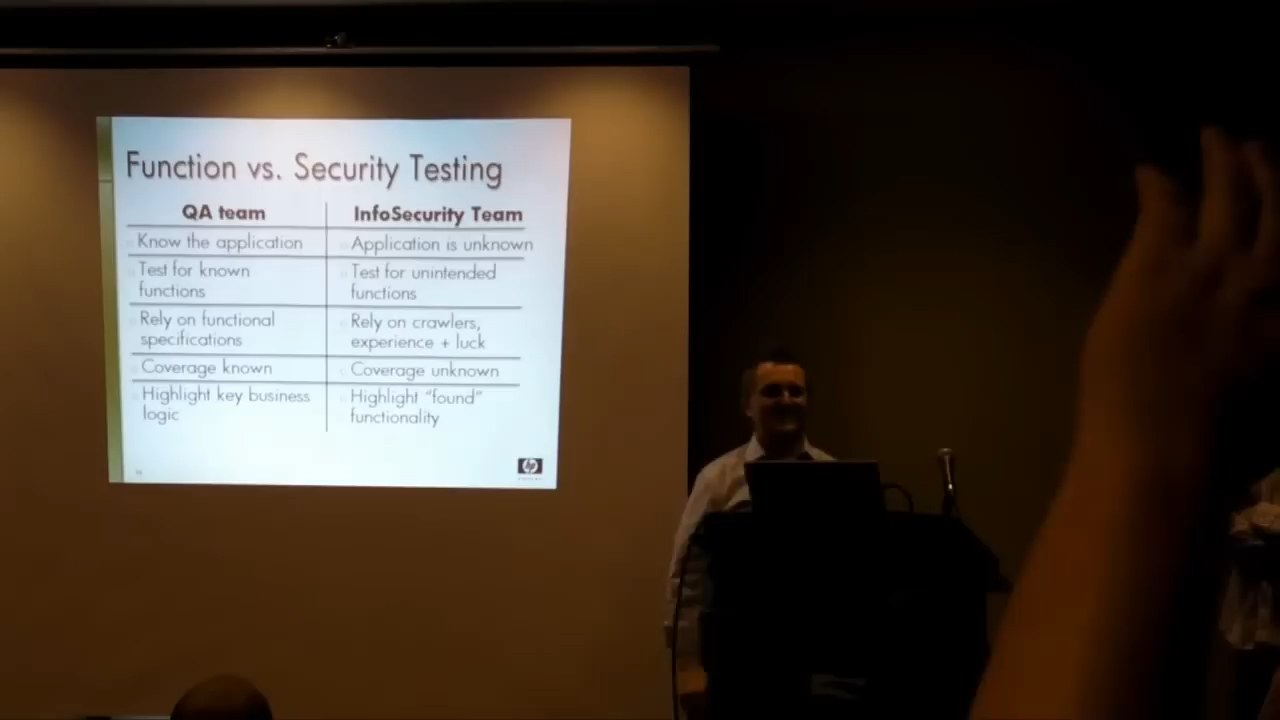 Function vs. Security Testing
QA team
InfoSecurity Team
Know the application
Application is unknown
Test for known
functions
Test for unintended
functions
Rely on functional
specifications
Rely on crawlers,
experience + luck
Coverage known
Coverage unknown
Highlight key business
logic
Highlight "found"
functionality
hp